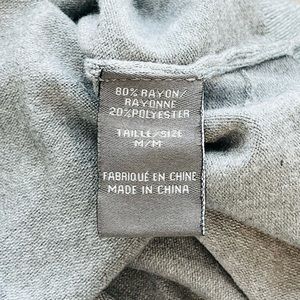 80% RAYON/
RAYONNE
20%POLYESTER
TAILLE/SIZE
M/M
FABRIQUÉ EN CHINE
MADE IN CHINA